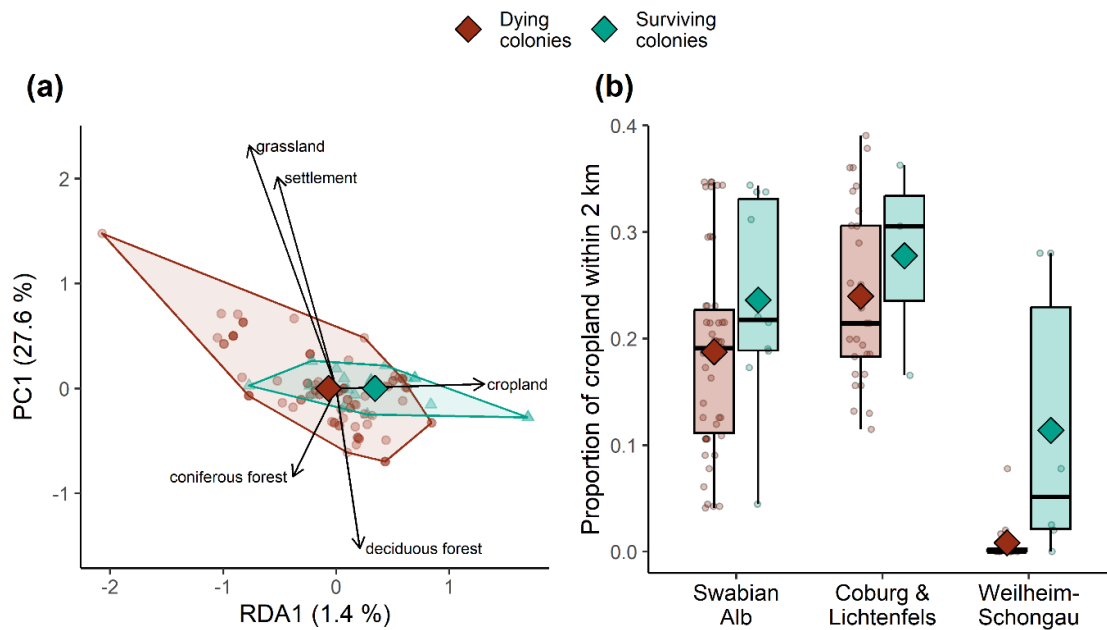 Dying
colonies
Surviving
colonies
(a)
(b)
PC1 (27.6 %)
2
1
0
-1
grassland
settlement
cropland
coniferous forest
deciduous forest
-2
-1
0
1
RDA1 (1.4 %)
Proportion of cropland within 2 km
0.4
0.3
0.2
0.1
0.0
Swabian
Alb
Coburg &
Lichtenfels
Weilheim-
Schongau